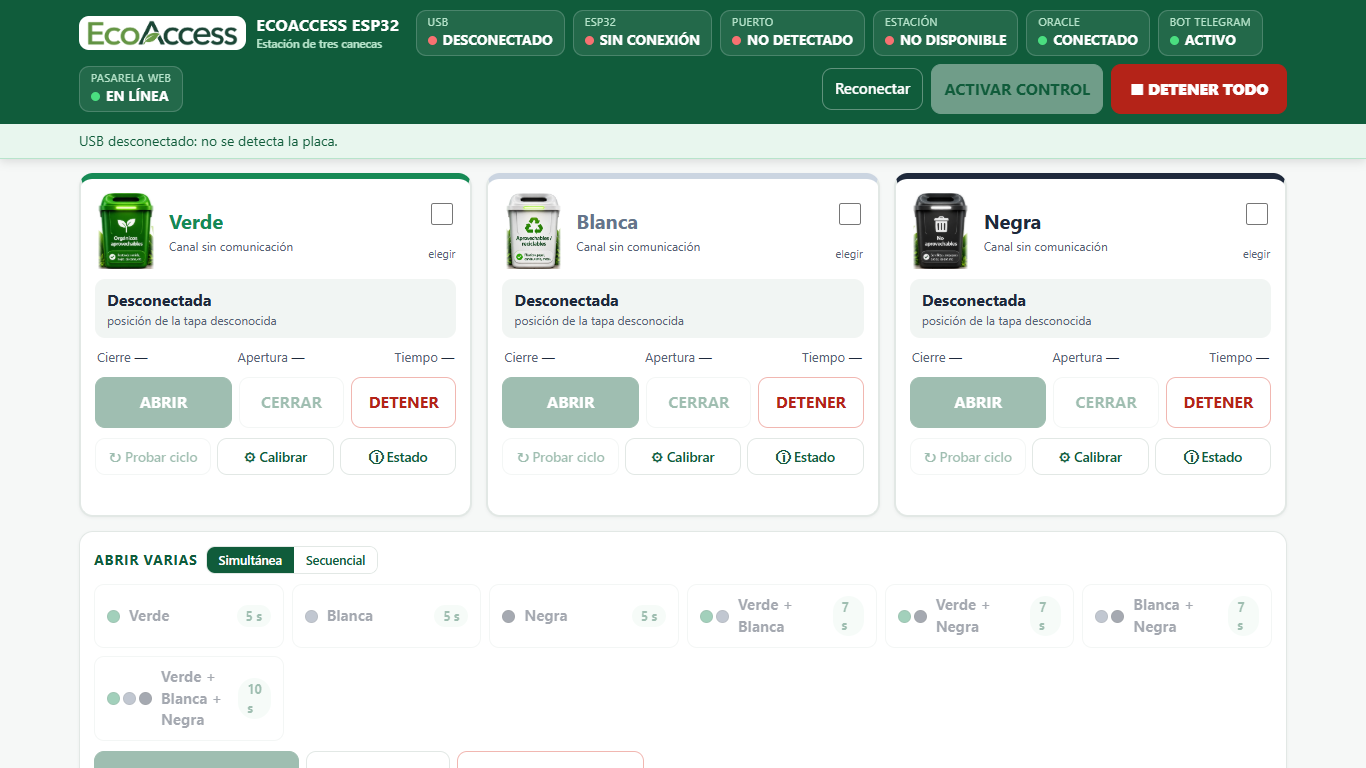 EcoAccess
ECOACCESS ESP32
Estación de tres canecas
USB
DESCONECTADO
ESP32
SIN CONEXIÓN
PUERTO
NO DETECTADO
ESTACIÓN
NO DISPONIBLE
ORACLE
CONECTADO
BOT TELEGRAM
ACTIVO
PASARELA WEB
EN LÍNEA
Reconectar
ACTIVAR CONTROL
DETENER TODO
USB desconectado: no se detecta la placa.
Orgánicos
aprovechables
Verde
Canal sin comunicación
elegir
Desconectada
posición de la tapa desconocida
Cierre —
Apertura —
Tiempo —
ABRIR
CERRAR
DETENER
↻ Probar ciclo
⚙ Calibrar
ⓘ Estado
Aprovechables /
reciclables
Blanca
Canal sin comunicación
elegir
Desconectada
posición de la tapa desconocida
Cierre —
Apertura —
Tiempo —
ABRIR
CERRAR
DETENER
↻ Probar ciclo
⚙ Calibrar
ⓘ Estado
No
aprovechables
Negra
Canal sin comunicación
elegir
Desconectada
posición de la tapa desconocida
Cierre —
Apertura —
Tiempo —
ABRIR
CERRAR
DETENER
↻ Probar ciclo
⚙ Calibrar
ⓘ Estado
ABRIR VARIAS
Simultánea
Secuencial
Verde
5 s
Blanca
5 s
Negra
5 s
Verde +
Blanca
7
s
Verde +
Negra
7
s
Blanca +
Negra
7
s
Verde +
Blanca +
Negra
10
s